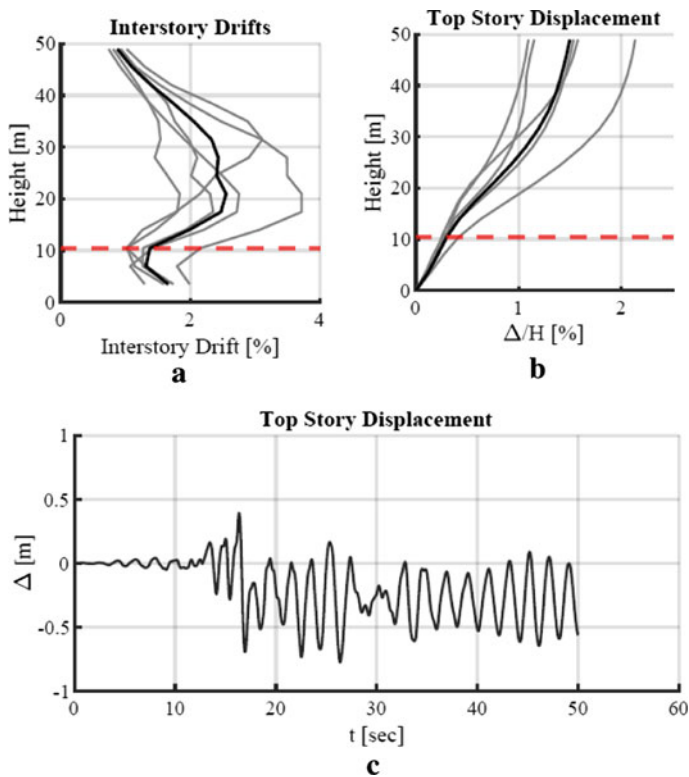 Interstory Drifts
50
40
30
20
10
0
Height [m]
0 2 4
Interstory Drift [%]
a
Top Story Displacement
50
40
30
20
10
0
Height [m]
0 1 2
Δ/H [%]
b
Top Story Displacement
1
0.5
0
-0.5
-1
Δ [m]
0 10 20 30 40 50 60
t [sec]
c